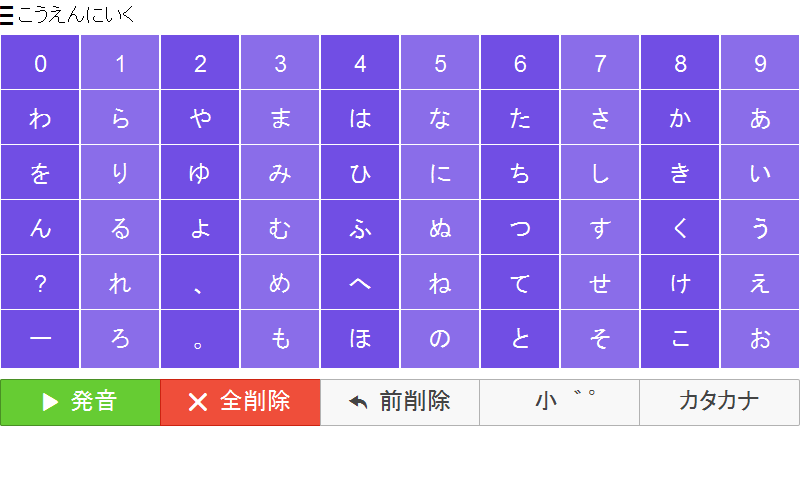 こうえんにいく
0 1 2 3 4 5 6 7 8 9
わ ら や ま は な た さ か あ
を り ゆ み ひ に ち し き い
ん る よ む ふ ぬ つ す く う
? れ 、 め へ ね て せ け え
ー ろ 。 も ほ の と そ こ お
発音 全削除 前削除 小 ゛゜ カタカナ